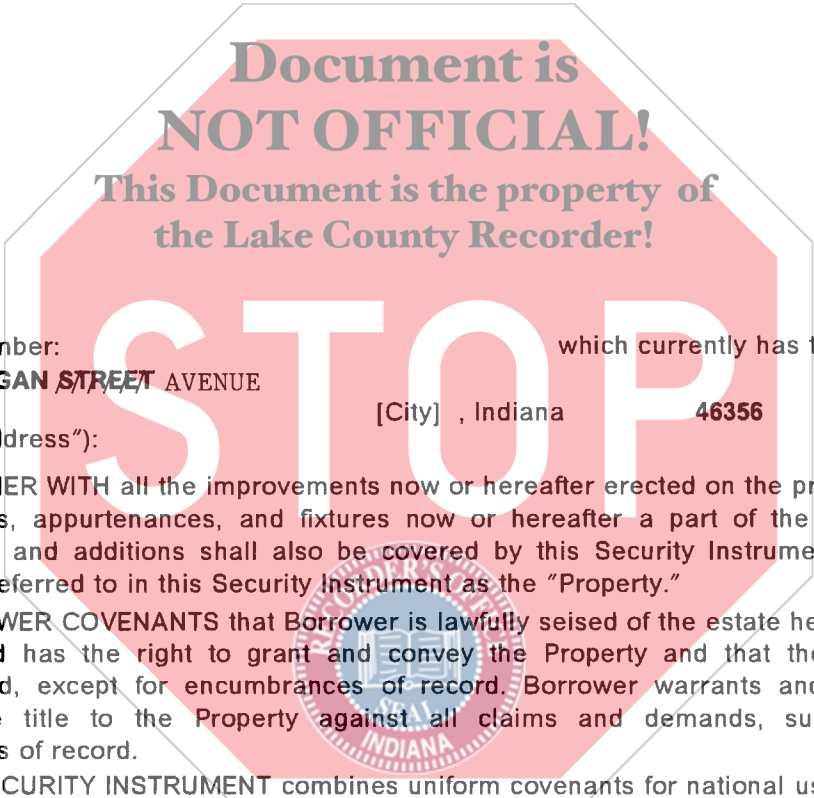 Document is
NOT OFFICIAL!
This Document is the property of
the Lake County Recorder!
STOP
nber: which currently has t
GAN STREET AVENUE
[City] , Indiana 46356
ddress"):
ER WITH all the improvements now or hereafter erected on the pr
s, appurtenances, and fixtures now or hereafter a part of the
and additions shall also be covered by this Security Instrume
eferred to in this Security Instrument as the "Property."
WER COVENANTS that Borrower is lawfully seised of the estate he
d has the right to grant and convey the Property and that the
d, except for encumbrances of record. Borrower warrants and
e title to the Property against all claims and demands, su
s of record.
CURITY INSTRUMENT combines uniform covenants for national us
RECORDER'S OFFICE
SEAL
INDIANA